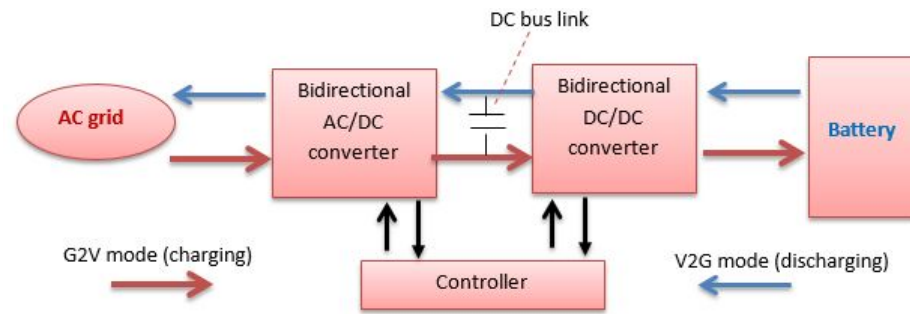 DC bus link
AC grid
Bidirectional
AC/DC
converter
Bidirectional
DC/DC
converter
Battery
G2V mode (charging)
Controller
V2G mode (discharging)